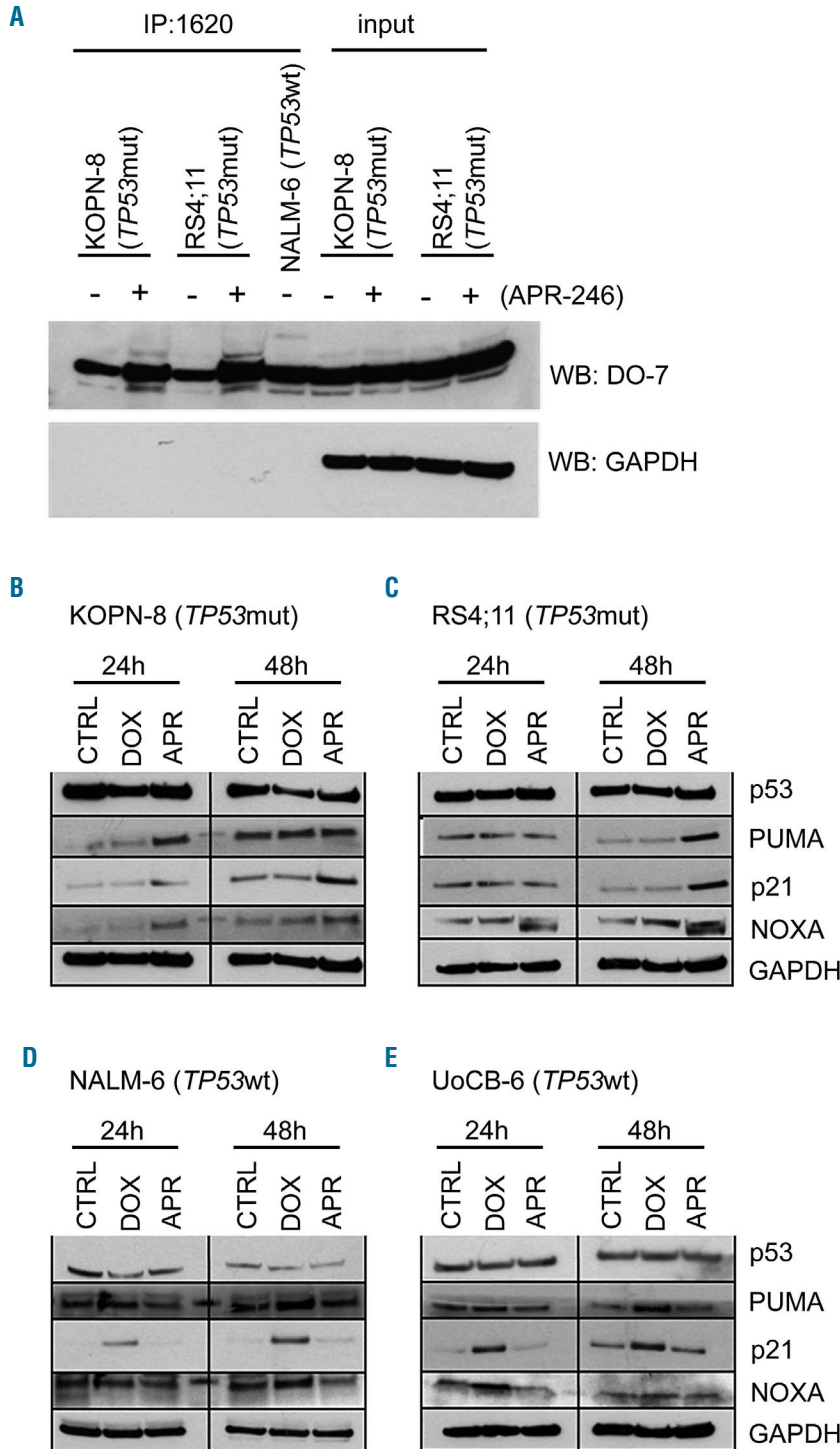 A
IP:1620 input
KOPN-8 (TP53mut)
RS4;11 (TP53mut)
NALM-6 (TP53wt)
KOPN-8 (TP53mut)
RS4;11 (TP53mut)
- + - + - - + - + (APR-246)
WB: DO-7
WB: GAPDH
B
KOPN-8 (TP53mut)
24h 48h
CTRL DOX APR CTRL DOX APR
C
RS4;11 (TP53mut)
24h 48h
CTRL DOX APR CTRL DOX APR
p53
PUMA
p21
NOXA
GAPDH
D
NALM-6 (TP53wt)
24h 48h
CTRL DOX APR CTRL DOX APR
E
UoCB-6 (TP53wt)
24h 48h
CTRL DOX APR CTRL DOX APR
p53
PUMA
p21
NOXA
GAPDH